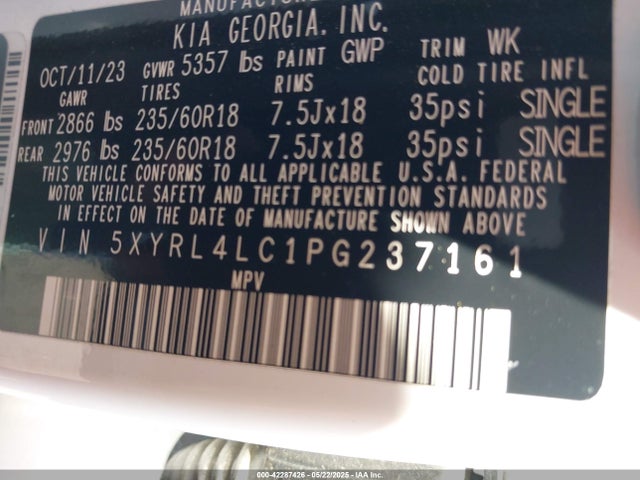 MANUFACTURED
KIA GEORGIA, INC.
OCT/11/23 GVWR 5357 lbs PAINT GWP TRIM WK
GAWR TIRES RIMS COLD TIRE INFL
FRONT 2866 lbs 235/60R18 7.5Jx18 35psi SINGLE
REAR 2976 lbs 235/60R18 7.5Jx18 35psi SINGLE
THIS VEHICLE CONFORMS TO ALL APPLICABLE U.S.A. FEDERAL
MOTOR VEHICLE SAFETY AND THEFT PREVENTION STANDARDS
IN EFFECT ON THE DATE OF MANUFACTURE SHOWN ABOVE
VIN 5XYRL4LC1PG237161
MPV
000-42287426 - 05/22/2025 - COPART